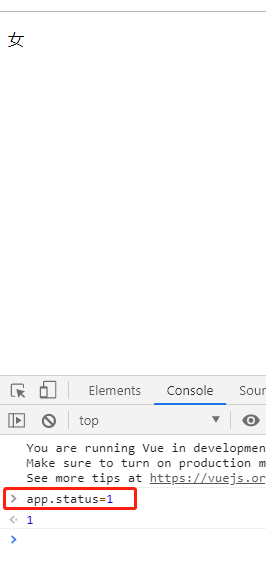 女
Elements Console Sour
top
You are running Vue in developmen
Make sure to turn on production m
See more tips at https://vuejs.or
> app.status=1
1